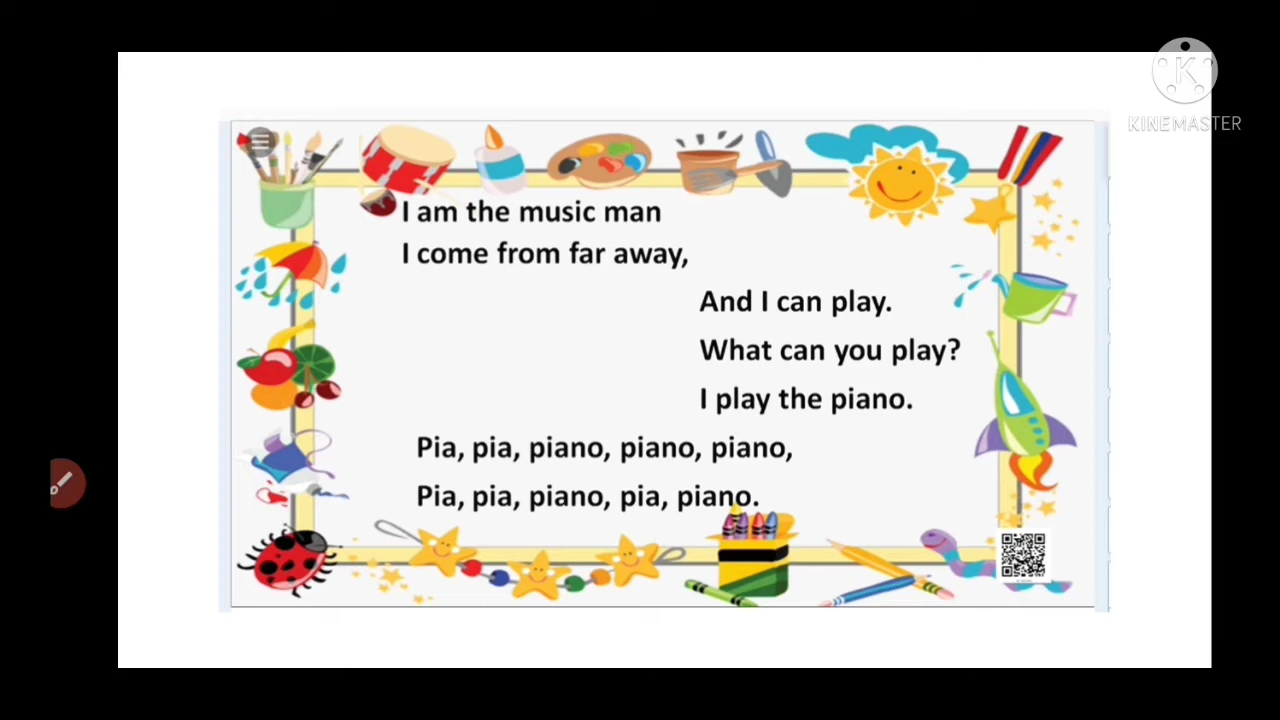 KINEMASTER
I am the music man
I come from far away,
And I can play.
What can you play?
I play the piano.
Pia, pia, piano, piano, piano,
Pia, pia, piano, pia, piano.